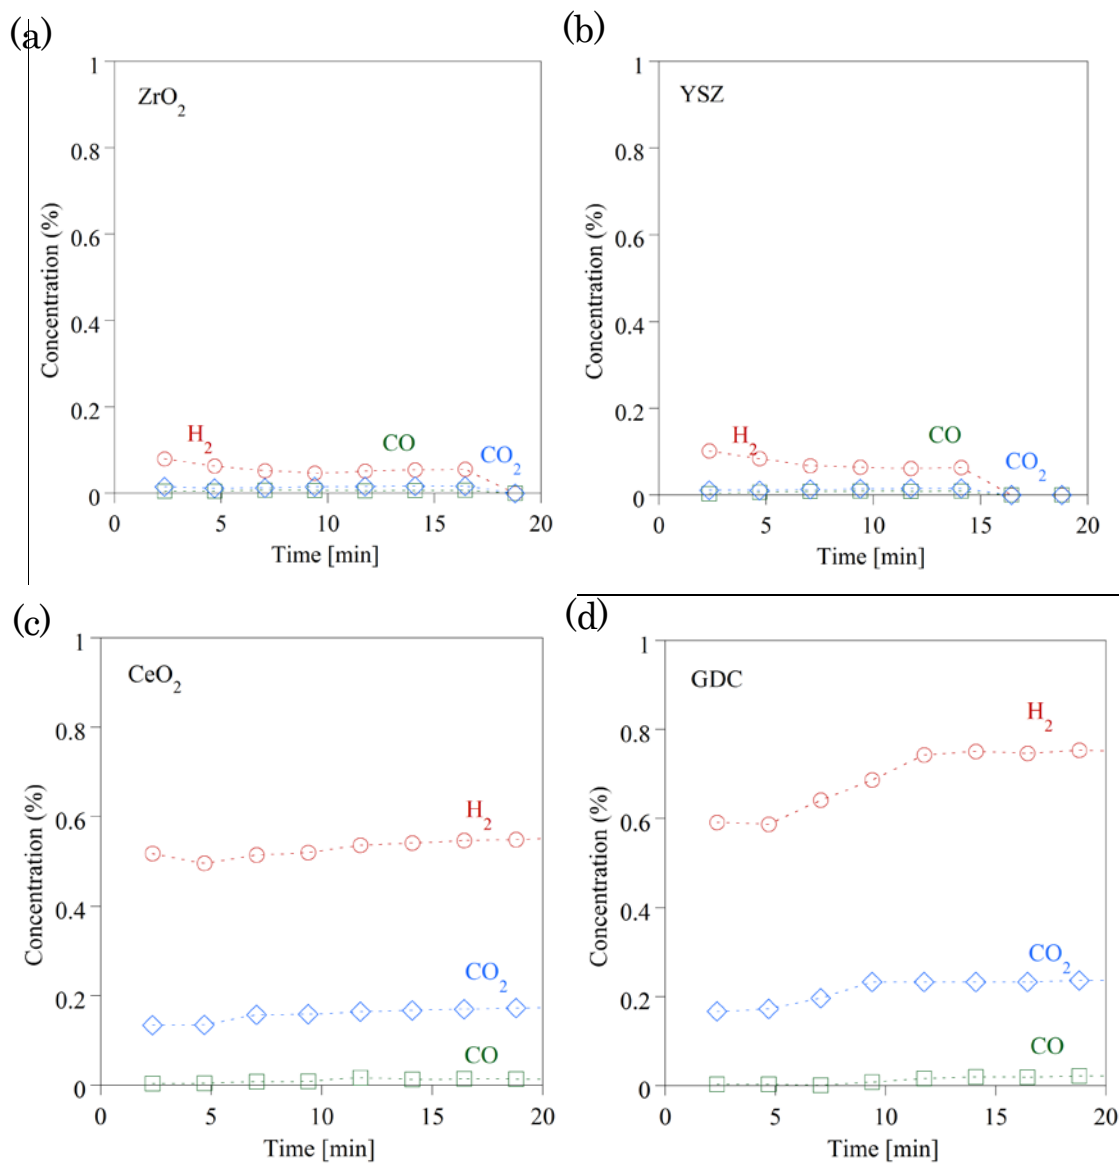 (a)
ZrO2
1
0.8
0.6
0.4
0.2
0
Concentration (%)
H2
CO
CO2
0 5 10 15 20
Time [min]
(b)
YSZ
1
0.8
0.6
0.4
0.2
0
Concentration (%)
H2
CO
CO2
0 5 10 15 20
Time [min]
(c)
CeO2
1
0.8
0.6
0.4
0.2
0
Concentration (%)
H2
CO2
CO
0 5 10 15 20
Time [min]
(d)
GDC
1
0.8
0.6
0.4
0.2
0
Concentration (%)
H2
CO2
CO
0 5 10 15 20
Time [min]